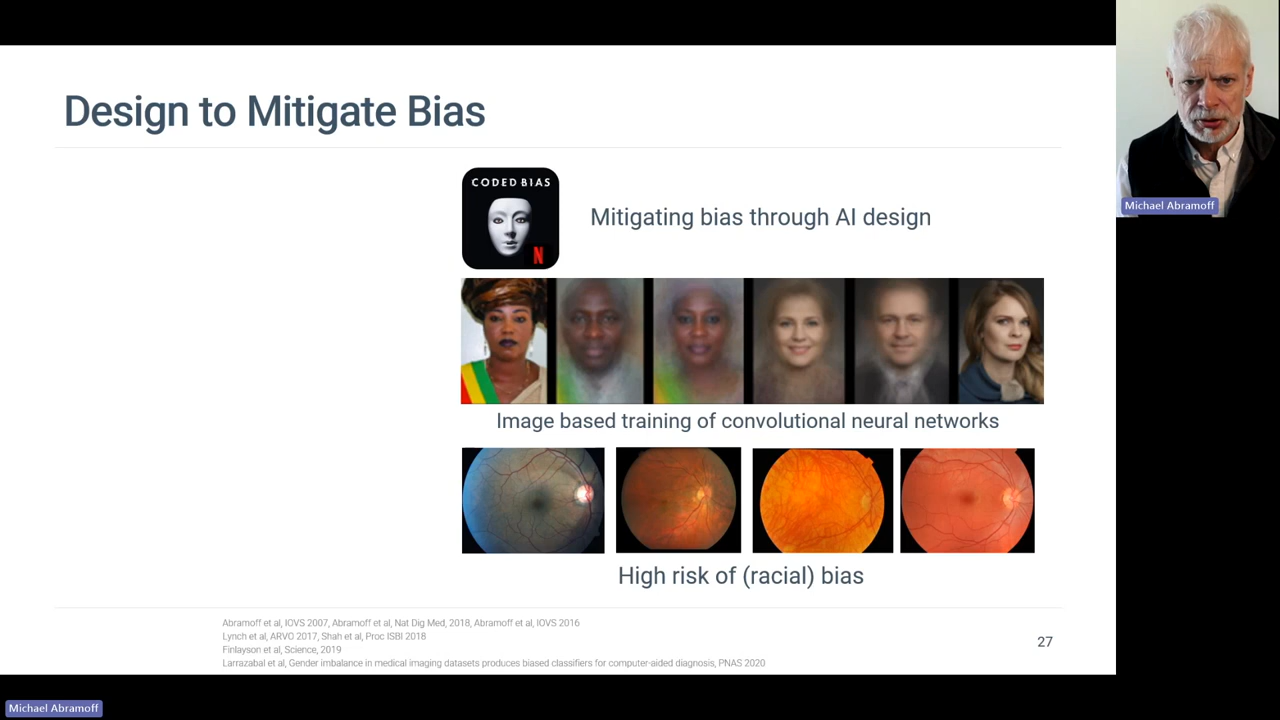 Design to Mitigate Bias
CODED BIAS
N
Mitigating bias through AI design
Image based training of convolutional neural networks
High risk of (racial) bias
Abramoff et al, IOVS 2007, Abramoff et al, Nat Dig Med, 2018, Abramoff et al, IOVS 2016
Lynch et al, ARVO 2017, Shah et al, Proc ISBI 2018
Finlayson et al, Science, 2019
Larrazabal et al, Gender imbalance in medical imaging datasets produces biased classifiers for computer-aided diagnosis, PNAS 2020
27
Michael Abramoff
Michael Abramoff